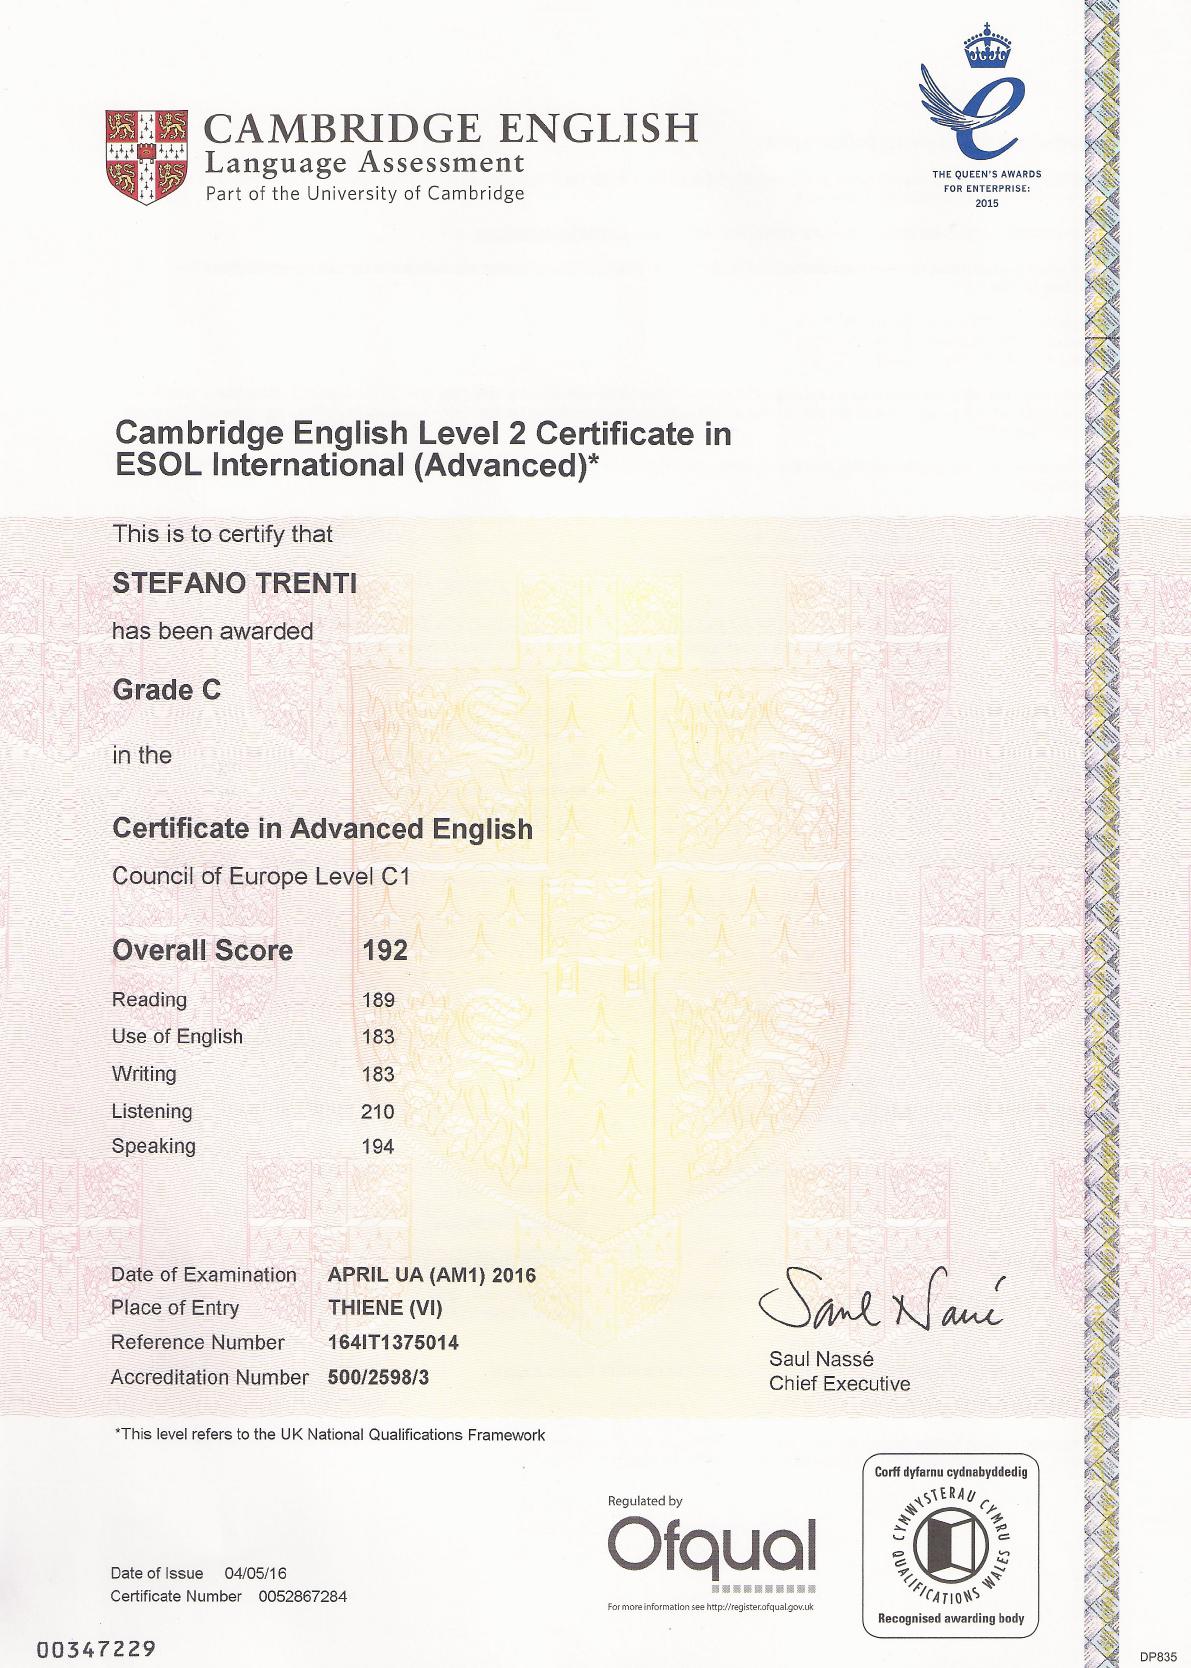 CAMBRIDGE ENGLISH
Language Assessment
Part of the University of Cambridge
THE QUEEN'S AWARDS
FOR ENTERPRISE:
2015
Cambridge English Level 2 Certificate in
ESOL International (Advanced)*
This is to certify that
STEFANO TRENTI
has been awarded
Grade C
in the
Certificate in Advanced English
Council of Europe Level C1
Overall Score 192
Reading 189
Use of English 183
Writing 183
Listening 210
Speaking 194
Date of Examination APRIL UA (AM1) 2016
Place of Entry THIENE (VI)
Reference Number 164IT1375014
Accreditation Number 500/2598/3
Saul Nassé
Saul Nassé
Chief Executive
*This level refers to the UK National Qualifications Framework
Regulated by
Ofqual
For more information see http://register.ofqual.gov.uk
Corff dyfarnu cydnabyddedig
CYMWYSTERAU CYMRU
QUALIFICATIONS WALES
Recognised awarding body
Date of Issue 04/05/16
Certificate Number 0052867284
00347229
DP835